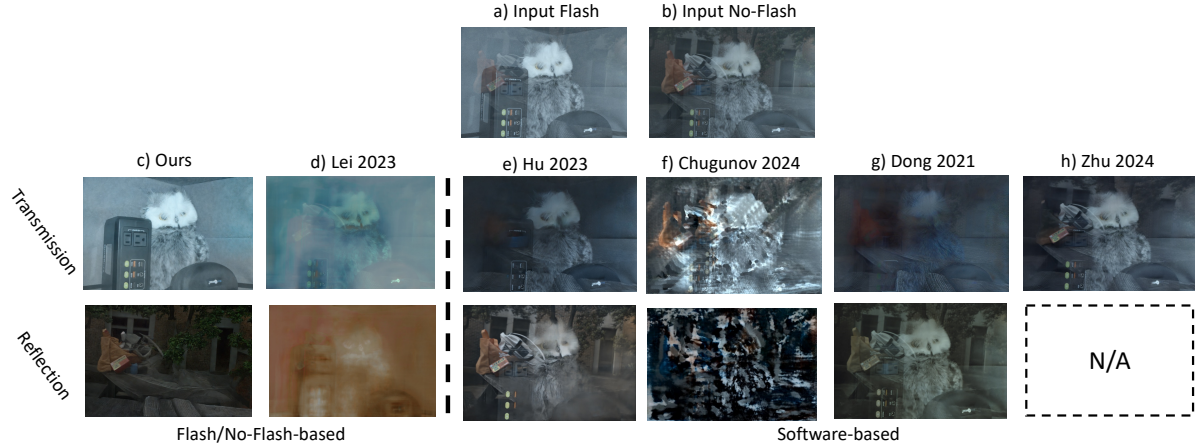 a) Input Flash
b) Input No-Flash
c) Ours
d) Lei 2023
e) Hu 2023
f) Chugunov 2024
g) Dong 2021
h) Zhu 2024
Transmission
Reflection
N/A
Flash/No-Flash-based
Software-based